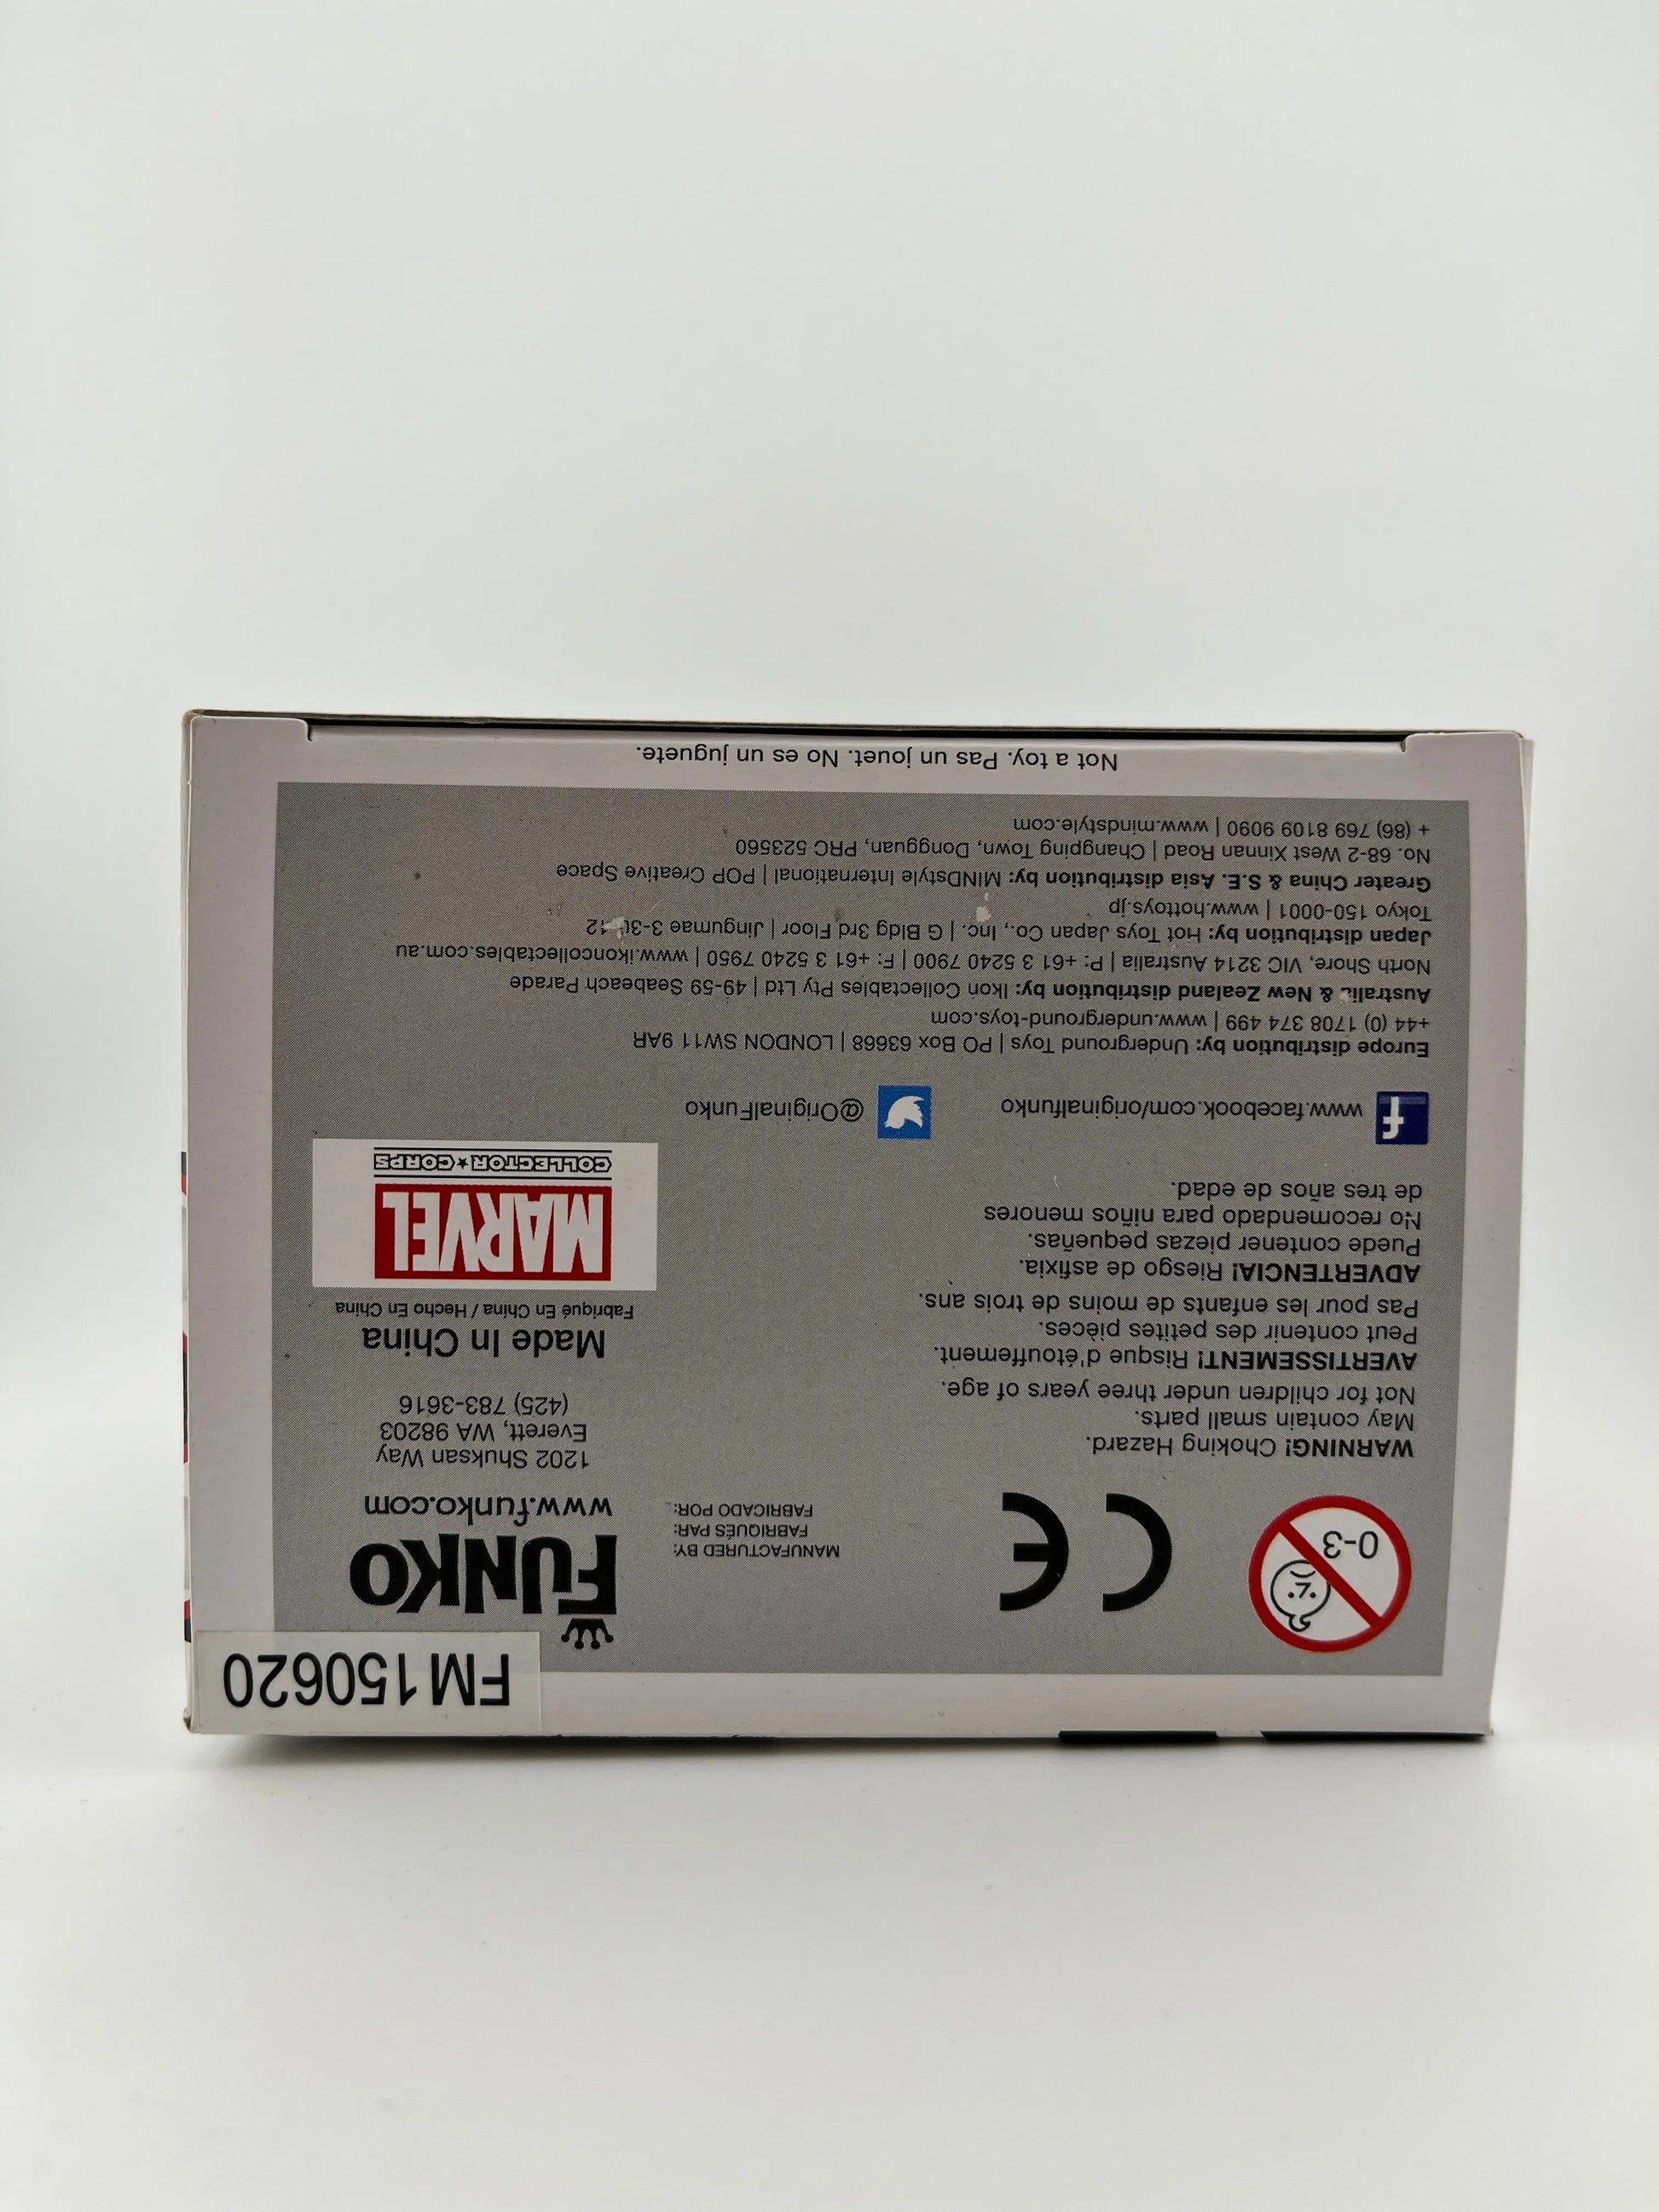 FM150620
0-3
CE
MANUFACTURED BY:
FABRIQUÉS PAR:
FABRICADO POR:
FUNKO
www.funko.com
1202 Shuksan Way
Everett, WA 98203
(425) 783-3616
Made In China
Fabriqué En China / Hecho En China
MARVEL
COLLECTOR CORPS
WARNING! Choking Hazard.
May contain small parts.
Not for children under three years of age.
AVERTISSEMENT! Risque d'étouffement.
Peut contenir des petites pièces.
Pas pour les enfants de moins de trois ans.
ADVERTENCIA! Riesgo de asfixia.
Puede contener piezas pequeñas.
No recomendado para niños menores
de tres años de edad.
f www.facebook.com/originalfunko @OriginalFunko
Europe distribution by: Underground Toys | PO Box 63668 | LONDON SW11 9AR
+44 (0) 1708 374 499 | www.underground-toys.com
Australia & New Zealand distribution by: Ikon Collectables Pty Ltd | 49-59 Seabeach Parade
North Shore, VIC 3214 Australia | P: +61 3 5240 7900 | F: +61 3 5240 7950 | www.ikoncollectables.com.au
Japan distribution by: Hot Toys Japan Co., Inc. | G Bldg 3rd Floor | Jingumae
Tokyo 150-0001 | www.hottoys.jp
Greater China & S.E. Asia distribution by: MINDstyle International | POP Creative Space
No. 68-2 West Xinnan Road | Changping Town, Dongguan, PRC 523560
+ (86) 769 8109 9090 | www.mindstyle.com
Not a toy. Pas un jouet. No es un juguete.